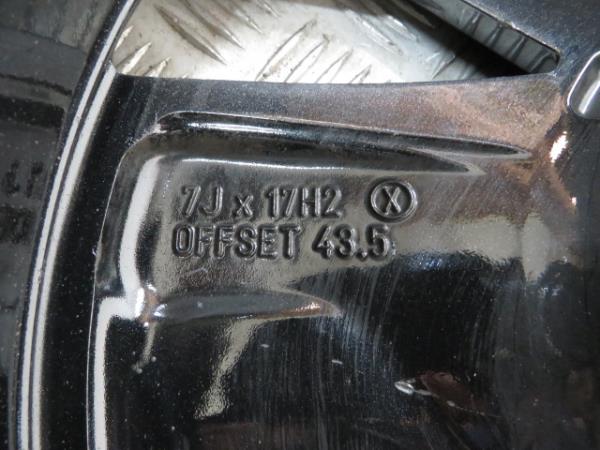 7J x 17H2 Ⓧ
OFFSET 43.5